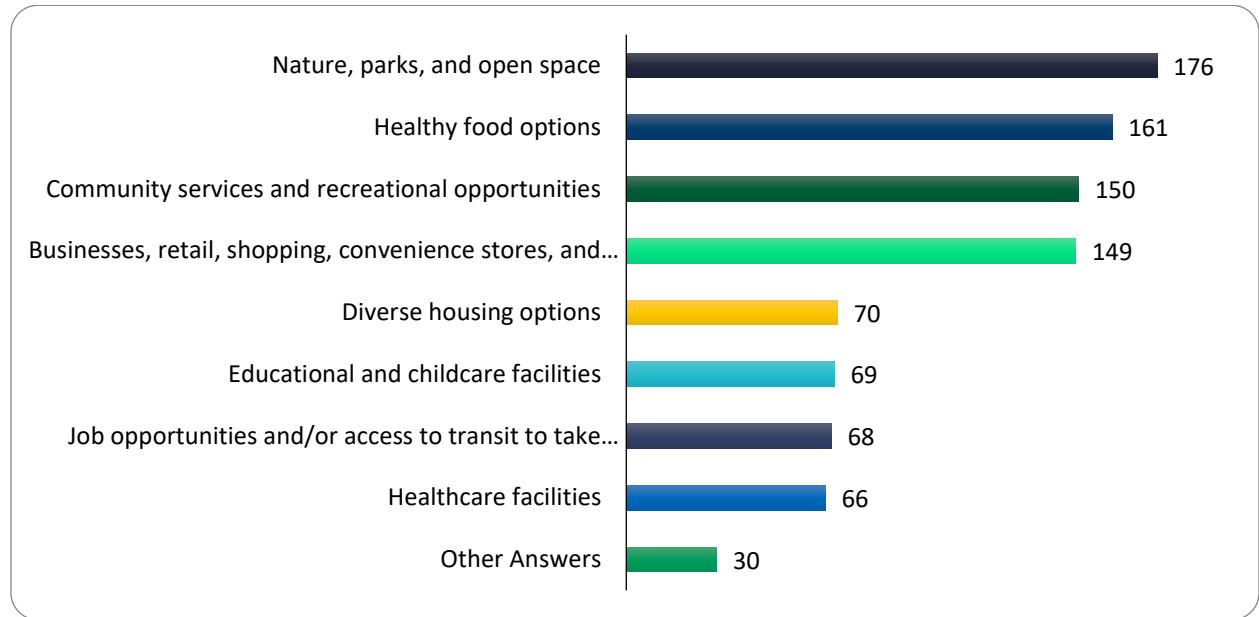 Nature, parks, and open space 176
Healthy food options 161
Community services and recreational opportunities 150
Businesses, retail, shopping, convenience stores, and... 149
Diverse housing options 70
Educational and childcare facilities 69
Job opportunities and/or access to transit to take... 68
Healthcare facilities 66
Other Answers 30